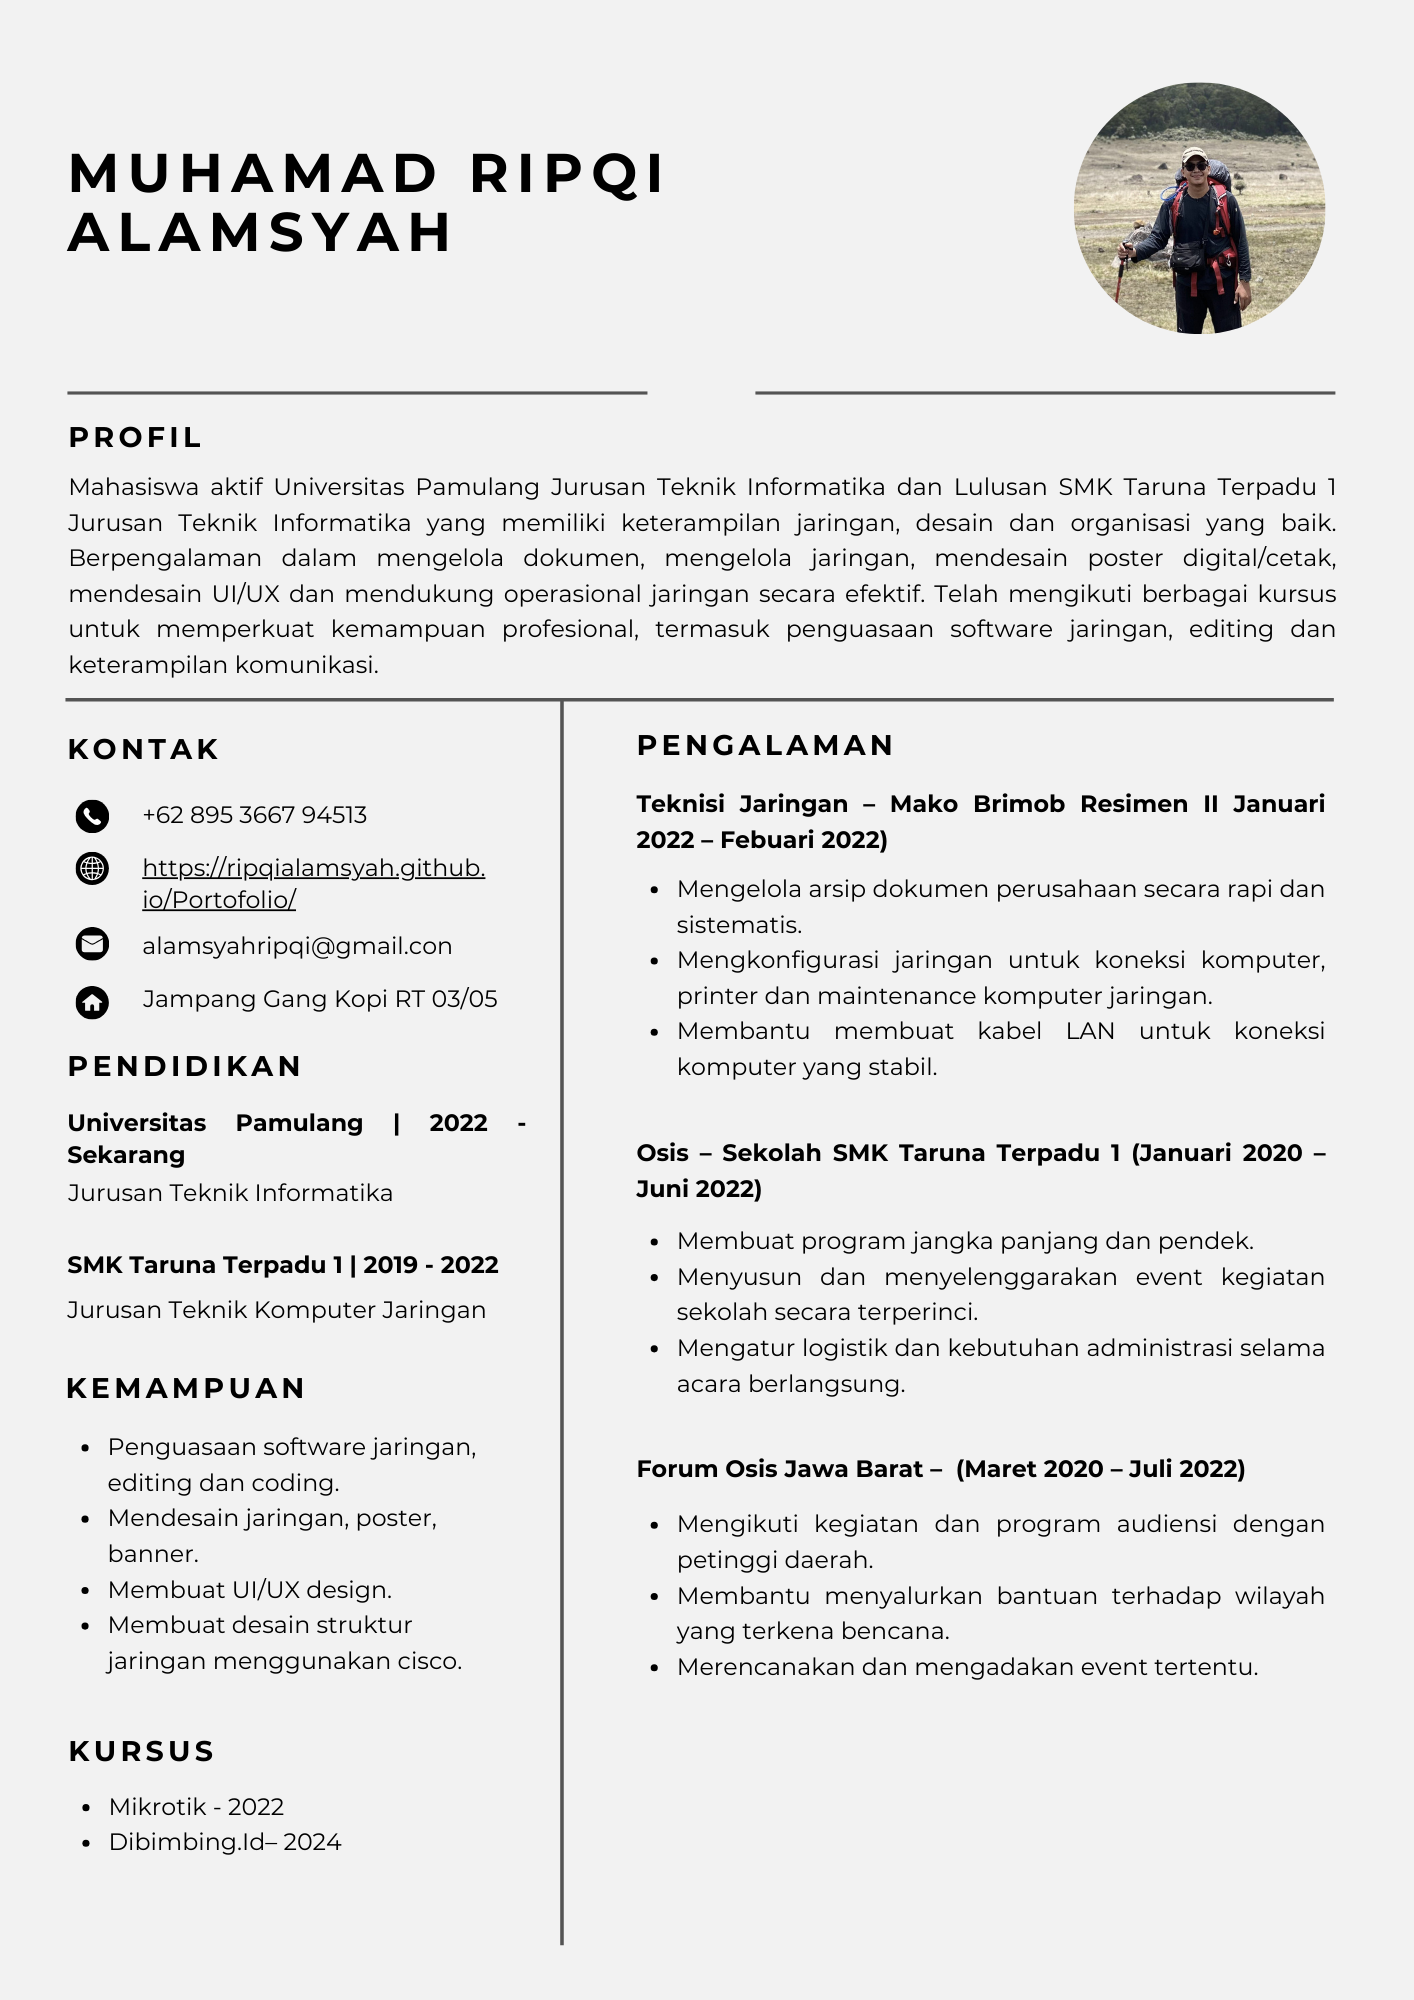 MUHAMAD RIPQI
ALAMSYAH
PROFIL
Mahasiswa aktif Universitas Pamulang Jurusan Teknik Informatika dan Lulusan SMK Taruna Terpadu 1
Jurusan Teknik Informatika yang memiliki keterampilan jaringan, desain dan organisasi yang baik.
Berpengalaman dalam mengelola dokumen, mengelola jaringan, mendesain poster digital/cetak,
mendesain UI/UX dan mendukung operasional jaringan secara efektif. Telah mengikuti berbagai kursus
untuk memperkuat kemampuan profesional, termasuk penguasaan software jaringan, editing dan
keterampilan komunikasi.
KONTAK
+62 895 3667 94513
https://ripqialamsyah.github.
io/Portofolio/
alamsyahripqi@gmail.con
Jampang Gang Kopi RT 03/05
PENDIDIKAN
Universitas Pamulang | 2022 -
Sekarang
Jurusan Teknik Informatika
SMK Taruna Terpadu 1 | 2019 - 2022
Jurusan Teknik Komputer Jaringan
KEMAMPUAN
• Penguasaan software jaringan,
editing dan coding.
• Mendesain jaringan, poster,
banner.
• Membuat UI/UX design.
• Membuat desain struktur
jaringan menggunakan cisco.
KURSUS
• Mikrotik - 2022
• Dibimbing.Id– 2024
PENGALAMAN
Teknisi Jaringan – Mako Brimob Resimen II Januari
2022 – Febuari 2022)
• Mengelola arsip dokumen perusahaan secara rapi dan
sistematis.
• Mengkonfigurasi jaringan untuk koneksi komputer,
printer dan maintenance komputer jaringan.
• Membantu membuat kabel LAN untuk koneksi
komputer yang stabil.
Osis – Sekolah SMK Taruna Terpadu 1 (Januari 2020 –
Juni 2022)
• Membuat program jangka panjang dan pendek.
• Menyusun dan menyelenggarakan event kegiatan
sekolah secara terperinci.
• Mengatur logistik dan kebutuhan administrasi selama
acara berlangsung.
Forum Osis Jawa Barat –  (Maret 2020 – Juli 2022)
• Mengikuti kegiatan dan program audiensi dengan
petinggi daerah.
• Membantu menyalurkan bantuan terhadap wilayah
yang terkena bencana.
• Merencanakan dan mengadakan event tertentu.